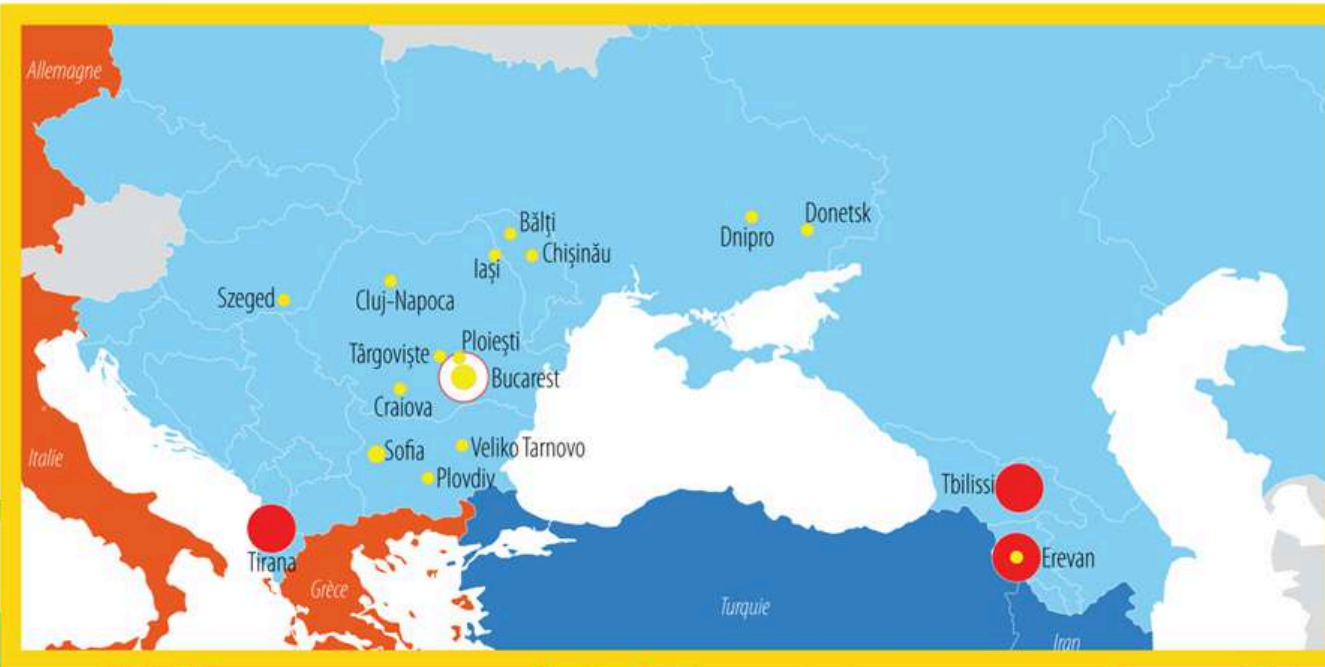 Allemagne
Bălți
Donetsk
Dnipro
Iași
Chișinău
Szeged
Cluj-Napoca
Târgoviște
Ploiești
Bucarest
Craiova
Sofia
Veliko Tarnovo
Plovdiv
Italie
Tbilissi
Tirana
Erevan
Grèce
Turquie
Iran